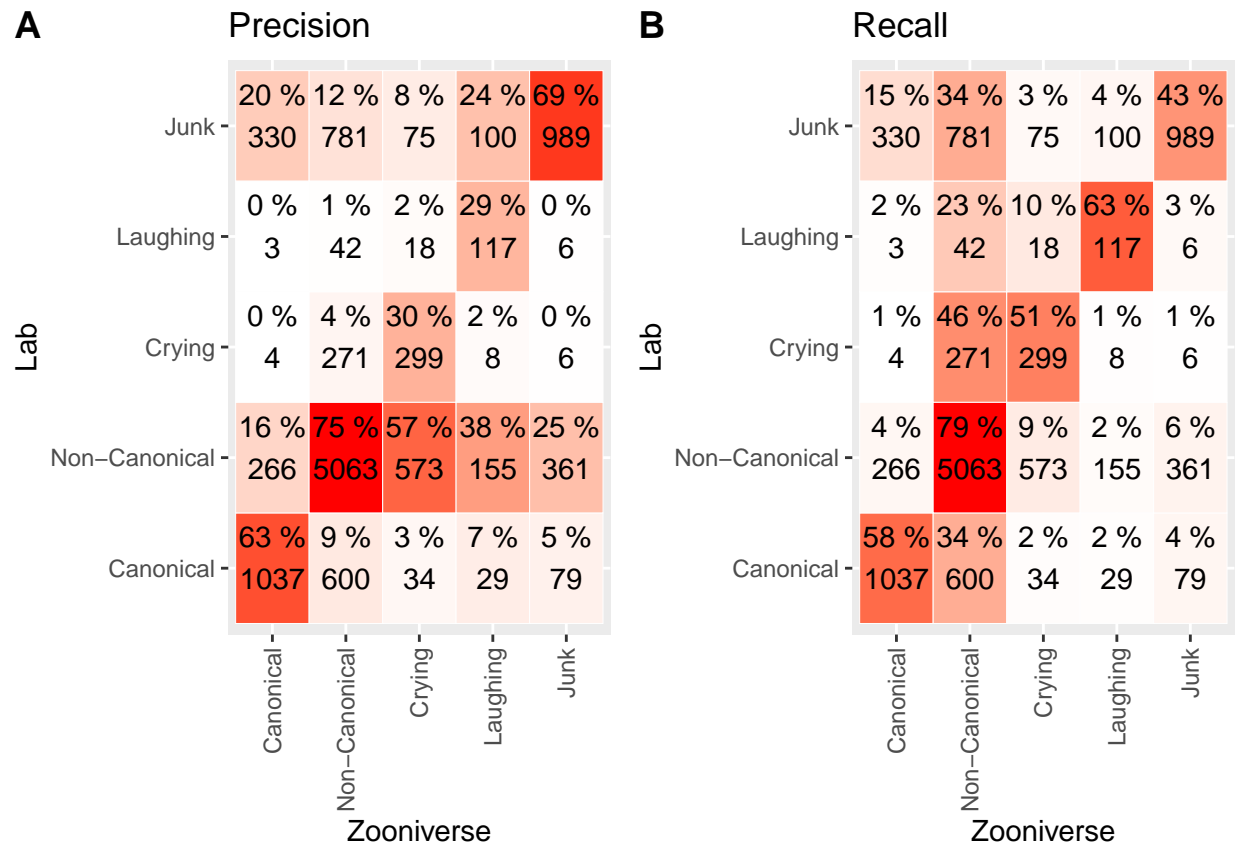 A Precision
20 % 12 % 8 % 24 % 69 %
Junk 330 781 75 100 989
0 % 1 % 2 % 29 % 0 %
Laughing 3 42 18 117 6
0 % 4 % 30 % 2 % 0 %
Crying 4 271 299 8 6
16 % 75 % 57 % 38 % 25 %
Non−Canonical 266 5063 573 155 361
63 % 9 % 3 % 7 % 5 %
Canonical 1037 600 34 29 79
Lab
Canonical
Non−Canonical
Crying
Laughing
Junk
Zooniverse
B Recall
15 % 34 % 3 % 4 % 43 %
Junk 330 781 75 100 989
2 % 23 % 10 % 63 % 3 %
Laughing 3 42 18 117 6
1 % 46 % 51 % 1 % 1 %
Crying 4 271 299 8 6
4 % 79 % 9 % 2 % 6 %
Non−Canonical 266 5063 573 155 361
58 % 34 % 2 % 2 % 4 %
Canonical 1037 600 34 29 79
Lab
Canonical
Non−Canonical
Crying
Laughing
Junk
Zooniverse